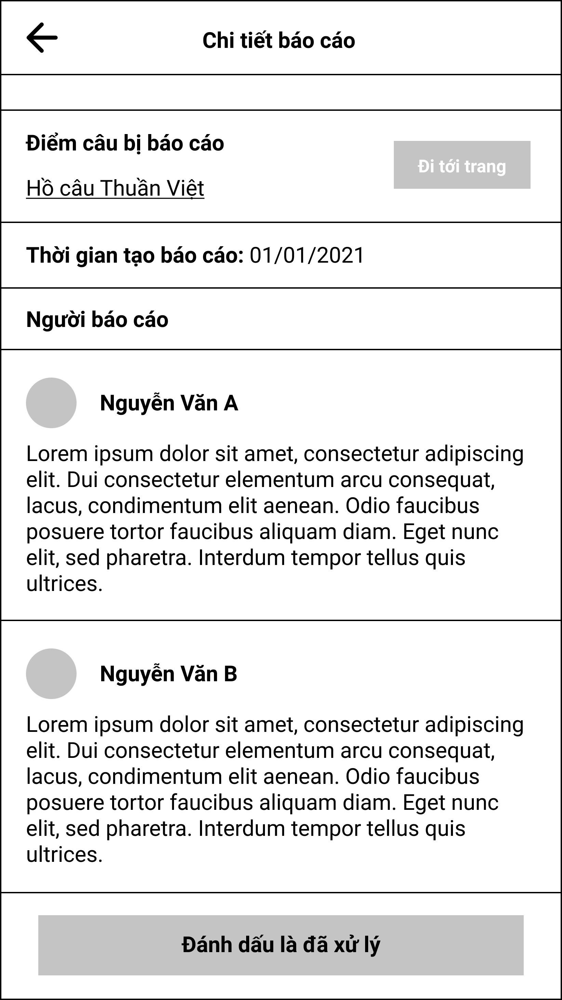 Chi tiết báo cáo
Điểm câu bị báo cáo
Đi tới trang
Hồ câu Thuần Việt
Thời gian tạo báo cáo: 01/01/2021
Người báo cáo
Nguyễn Văn A
Lorem ipsum dolor sit amet, consectetur adipiscing
elit. Dui consectetur elementum arcu consequat,
lacus, condimentum elit aenean. Odio faucibus
posuere tortor faucibus aliquam diam. Eget nunc
elit, sed pharetra. Interdum tempor tellus quis
ultrices.
Nguyễn Văn B
Lorem ipsum dolor sit amet, consectetur adipiscing
elit. Dui consectetur elementum arcu consequat,
lacus, condimentum elit aenean. Odio faucibus
posuere tortor faucibus aliquam diam. Eget nunc
elit, sed pharetra. Interdum tempor tellus quis
ultrices.
Đánh dấu là đã xử lý